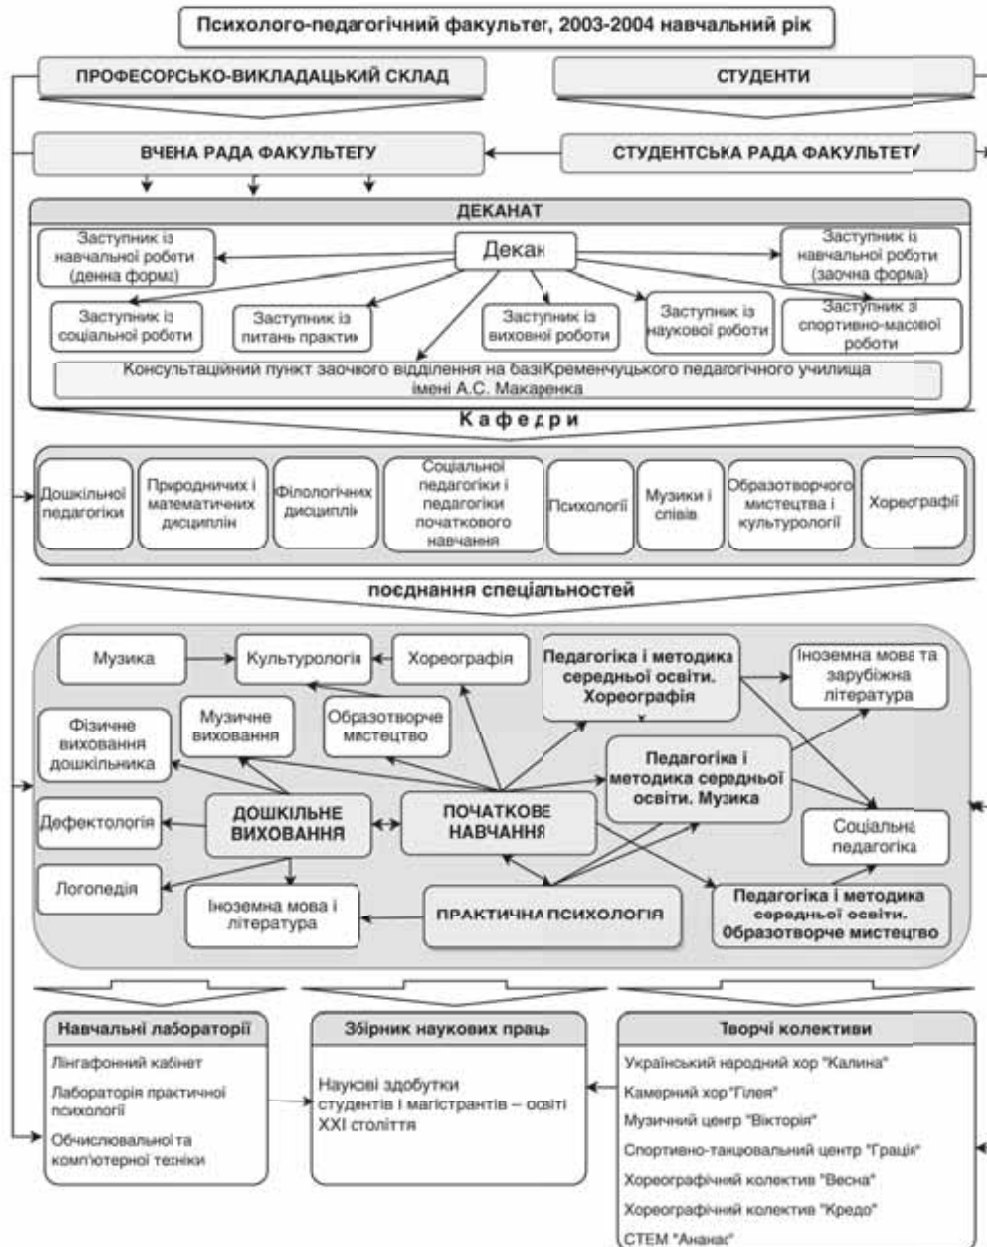 Психолого-педагогічний факультет, 2003-2004 навчальний рік
ПРОФЕСОРСЬКО-ВИКЛАДАЦЬКИЙ СКЛАД
СТУДЕНТИ
ВЧЕНА РАДА ФАКУЛЬТЕТУ
СТУДЕНТСЬКА РАДА ФАКУЛЬТЕТУ
ДЕКАНАТ
Заступник із
навчальної роботи
(денна форма)
Декан
Заступник із
навчальної роботи
(заочна форма)
Заступник із
соціальної роботи
Заступник із
питань практик
Заступник із
виховної роботи
Заступник із
наукової роботи
Заступник зі
спортивно-масової
роботи
Консультаційний пункт заочного відділення на базі Кременчуцького педагогічного училища
імені А.С. Макаренка
Кафедри
Дошкільної
педагогіки
Природничих і
математичних
дисциплін
Філологічних
дисциплін
Соціальної
педагогіки і
педагогіки
початкового
навчання
Психології
Музики і
співів
Образотворчого
мистецтва і
культурології
Хореографії
поєднання спеціальностей
Музика
Культурологія
Хореографія
Педагогіка і методика
середньої освіти.
Хореографія
Іноземна мова та
зарубіжна
література
Фізичне
виховання
дошкільника
Музичне
виховання
Образотворче
мистецтво
Педагогіка і
методика середньої
освіти. Музика
Дефектологія
ДОШКІЛЬНЕ
ВИХОВАННЯ
ПОЧАТКОВЕ
НАВЧАННЯ
Соціальна
педагогіка
Логопедія
Іноземна мова і
література
ПРАКТИЧНА ПСИХОЛОГІЯ
Педагогіка і методика
середньої освіти.
Образотворче мистецтво
Навчальні лабораторії
Лінгафонний кабінет
Лабораторія практичної
психології
Обчислювальної та
комп'ютерної техніки
Збірник наукових праць
Наукові здобутки
студентів і магістрантів – освіті
XXI століття
Творчі колективи
Український народний хор "Калина"
Камерний хор "Гілея"
Музичний центр "Вікторія"
Спортивно-танцювальний центр "Грація"
Хореографічний колектив "Весна"
Хореографічний колектив "Кредо"
СТЕМ "Ананас"